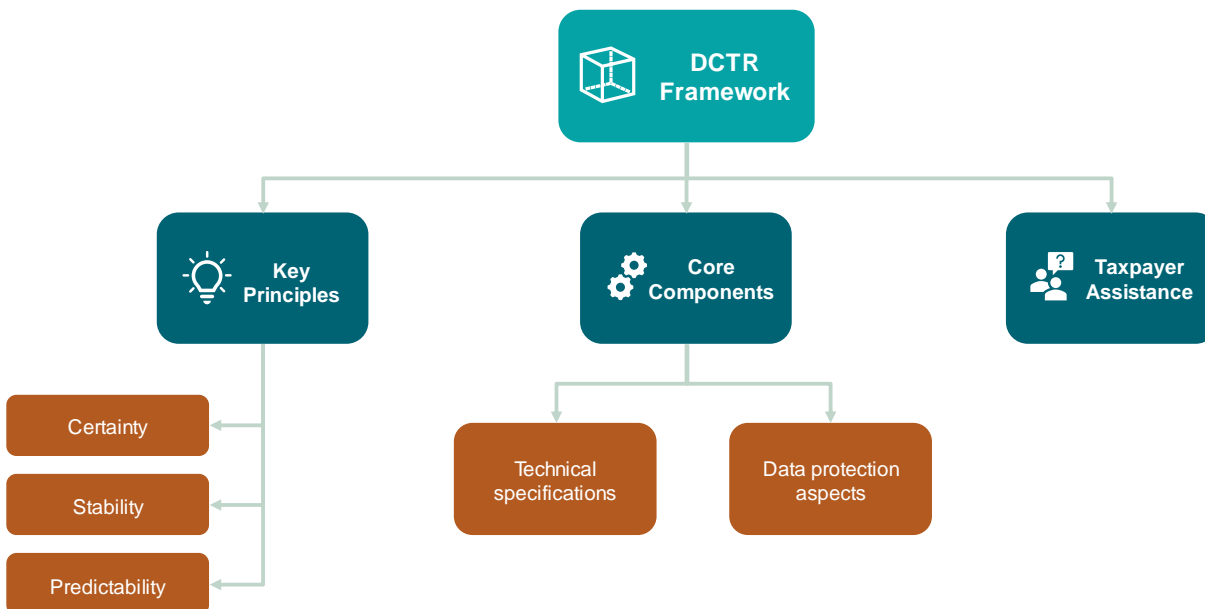 DCTR
Framework
Key
Principles
Core
Components
?
Taxpayer
Assistance
Certainty
Stability
Predictability
Technical
specifications
Data protection
aspects